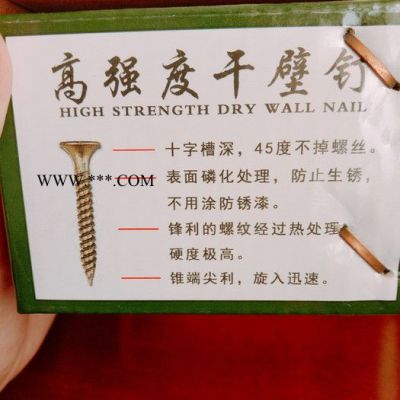 高强度干壁钉
HIGH STRENGTH DRY WALL NAIL
十字槽深，45度不掉螺丝。
表面磷化处理，防止生锈，
WWW.***.COM
不用涂防锈漆。
锋利的螺纹经过热处理
硬度极高。
锥端尖利，旋入迅速。